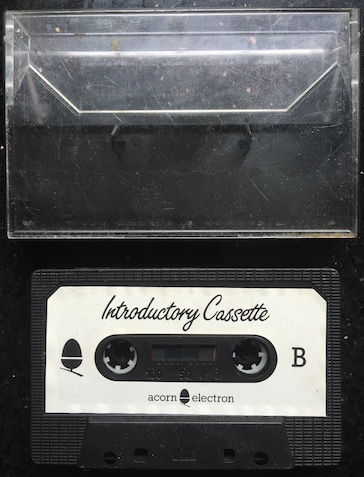 Introductory Cassette
B
acorn electron